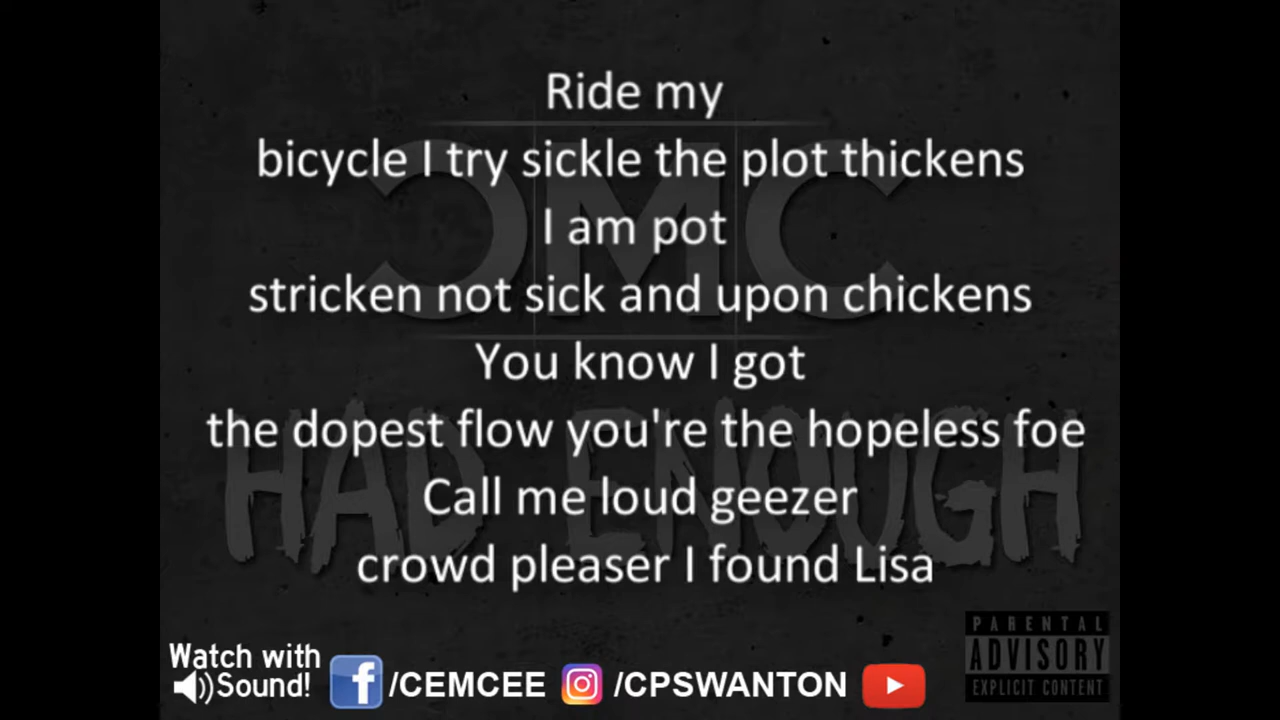 Ride my
bicycle I try sickle the plot thickens
I am pot
stricken not sick and upon chickens
You know I got
the dopest flow you're the hopeless foe
Call me loud geezer
crowd pleaser I found Lisa
CMC
HAD ENOUGH
Watch with
Sound!
/CEMCEE
/CPSWANTON
PARENTAL
ADVISORY
EXPLICIT CONTENT